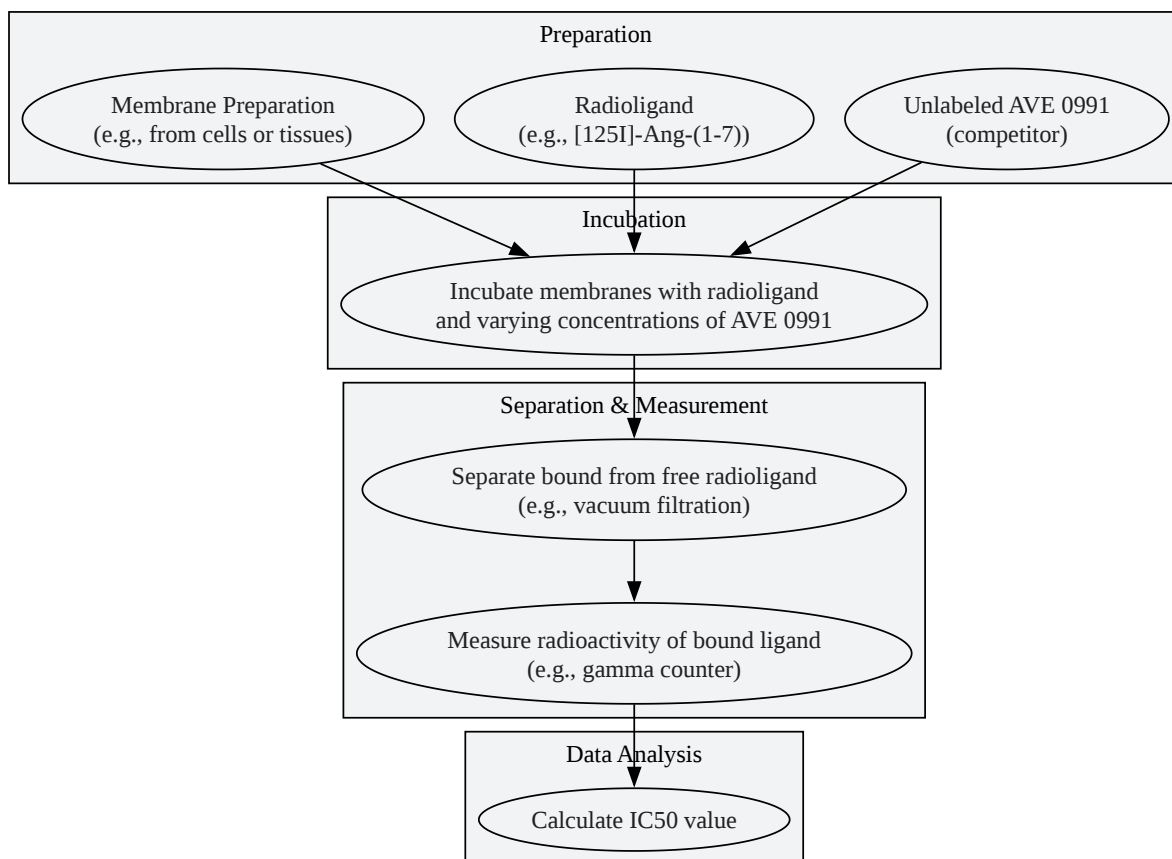 Preparation
Membrane Preparation
(e.g., from cells or tissues)
Radioligand
(e.g., [125I]-Ang-(1-7))
Unlabeled AVE 0991
(competitor)
Incubation
Incubate membranes with radioligand
and varying concentrations of AVE 0991
Separation & Measurement
Separate bound from free radioligand
(e.g., vacuum filtration)
Measure radioactivity of bound ligand
(e.g., gamma counter)
Data Analysis
Calculate IC50 value